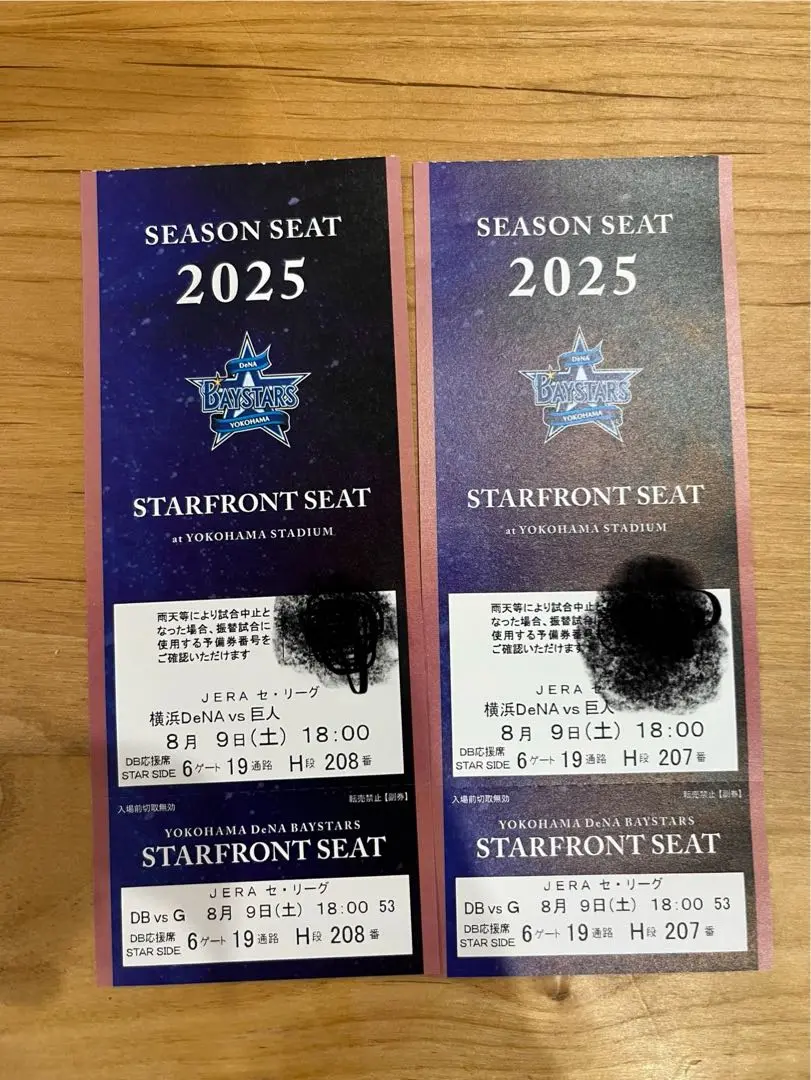 SEASON SEAT
2025
DeNA
BAYSTARS
YOKOHAMA
STARFRONT SEAT
at YOKOHAMA STADIUM
雨天等により試合中止と
なった場合、振替試合に
使用する予備券番号を
ご確認いただけます
JERA セ・リーグ
横浜DeNA vs 巨人
8月 9日(土) 18:00
DB応援席
STAR SIDE 6ゲート 19通路 H段 208番
入場前切取無効 転売禁止【副券】
YOKOHAMA DeNA BAYSTARS
STARFRONT SEAT
JERA セ・リーグ
DB vs G 8月 9日(土) 18:00 53
DB応援席
STAR SIDE 6ゲート 19通路 H段 208番
SEASON SEAT
2025
DeNA
BAYSTARS
YOKOHAMA
STARFRONT SEAT
at YOKOHAMA STADIUM
雨天等により試合中止と
なった場合、振替試合
使用する予備券番号
ご確認いただけます
JERA セ
横浜DeNA vs 巨人
8月 9日(土) 18:00
DB応援席
STAR SIDE 6ゲート 19通路 H段 207番
入場前切取無効 転売禁止【副券】
YOKOHAMA DeNA BAYSTARS
STARFRONT SEAT
JERA セ・リーグ
DB vs G 8月 9日(土) 18:00 53
DB応援席
STAR SIDE 6ゲート 19通路 H段 207番